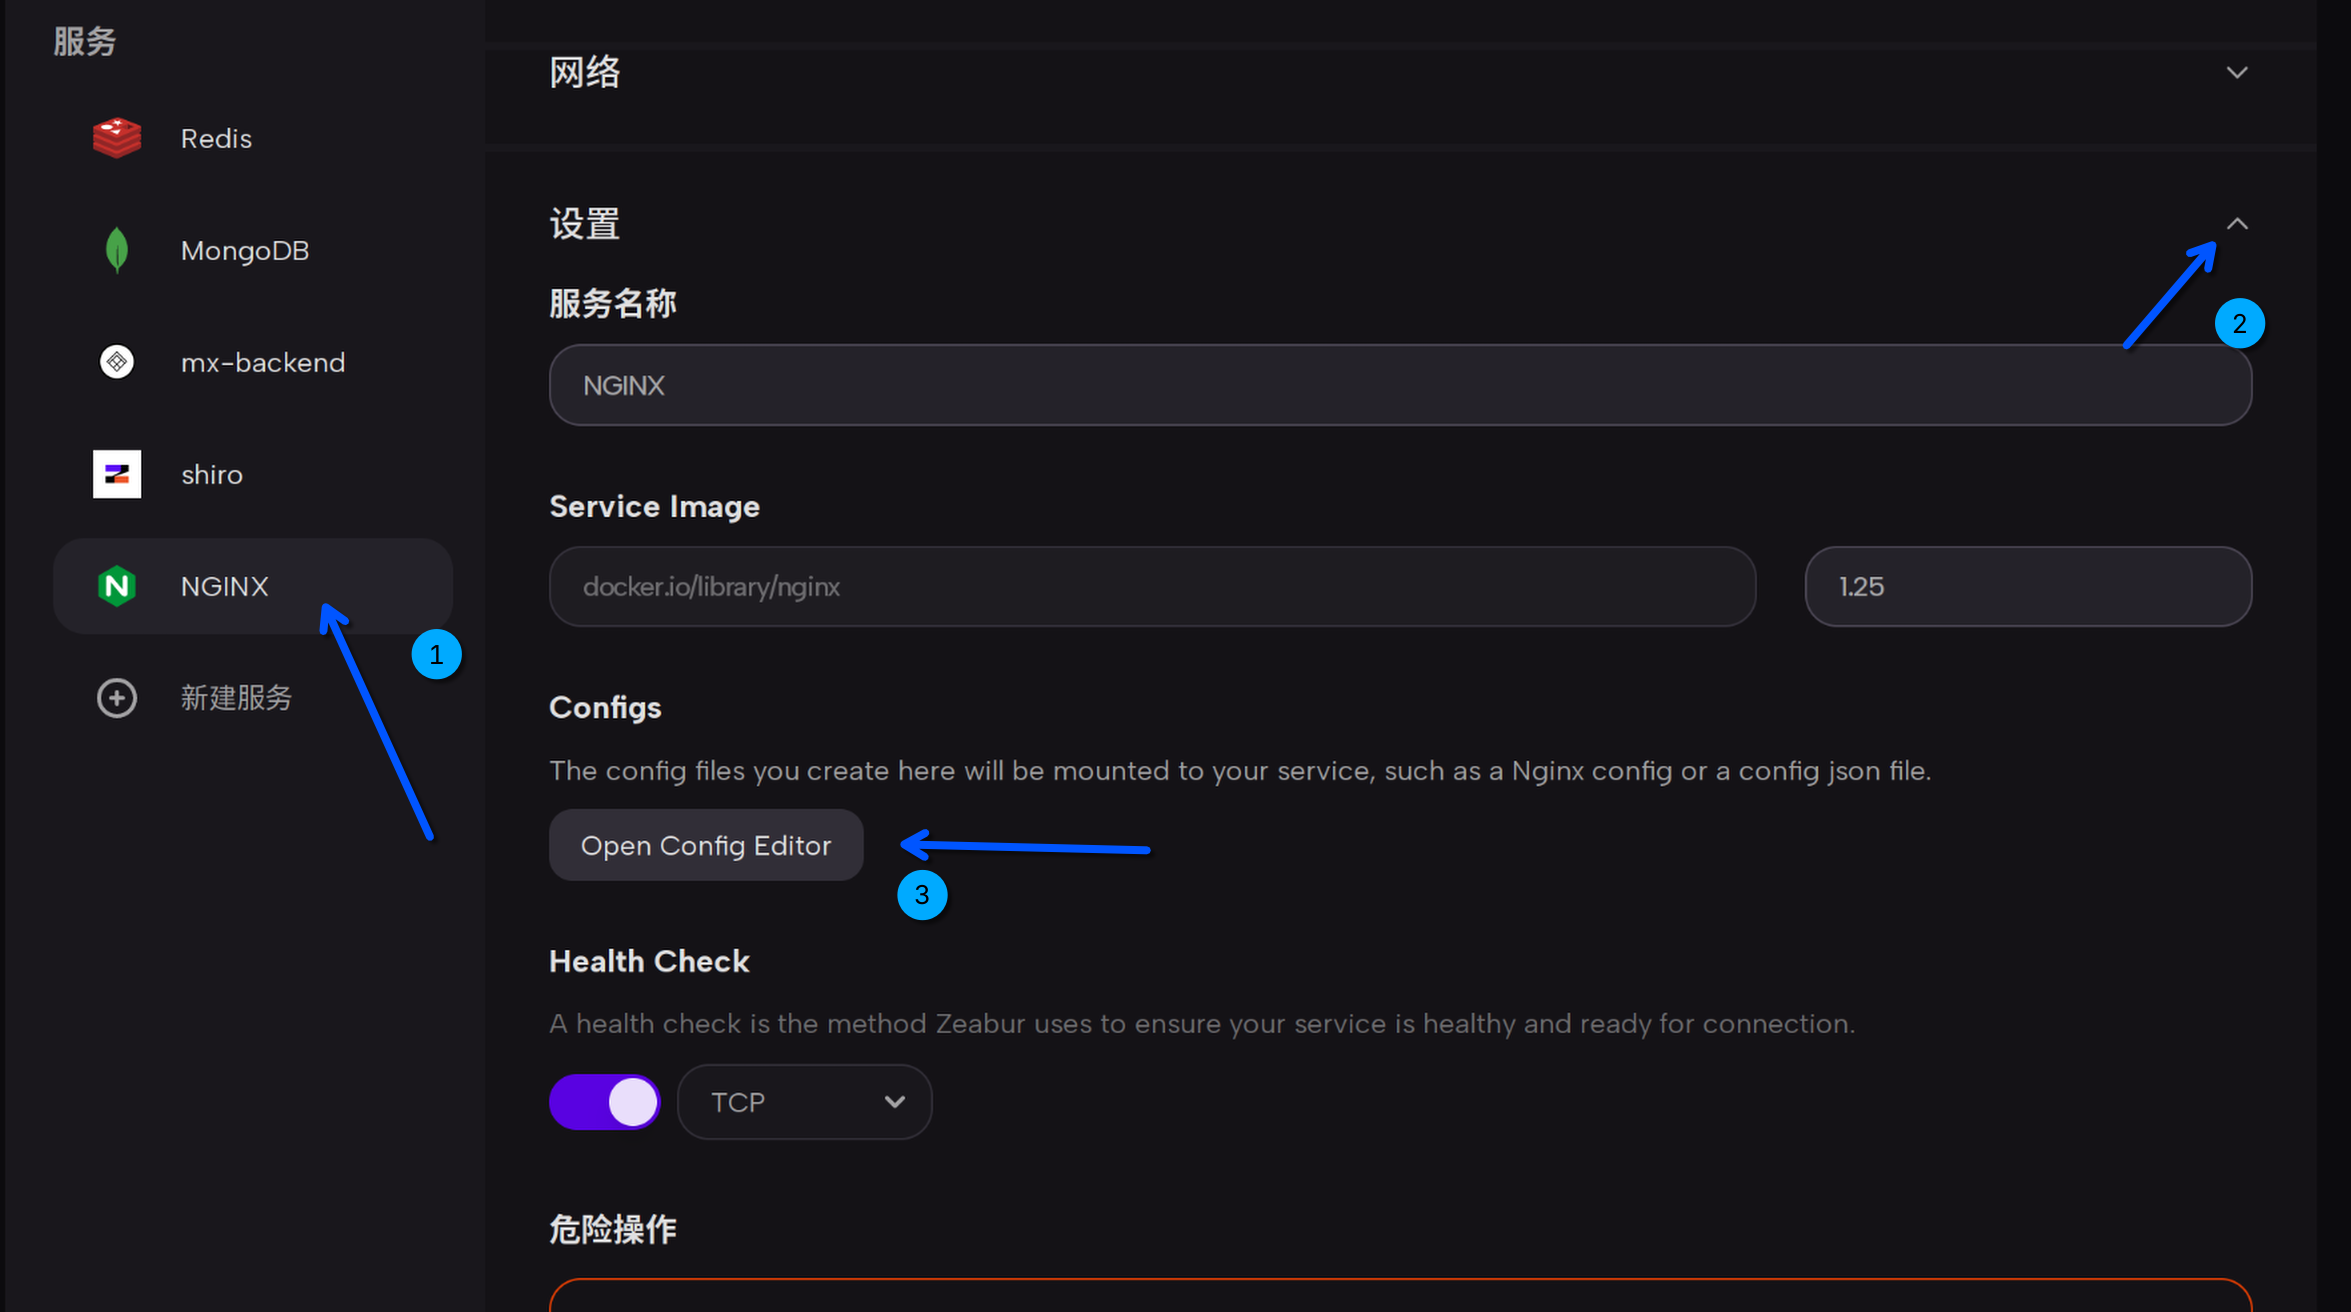 服务
Redis
MongoDB
mx-backend
shiro
NGINX
1
新建服务
网络
设置
2
服务名称
NGINX
Service Image
docker.io/library/nginx
1.25
Configs
The config files you create here will be mounted to your service, such as a Nginx config or a config json file.
Open Config Editor
3
Health Check
A health check is the method Zeabur uses to ensure your service is healthy and ready for connection.
TCP
危险操作